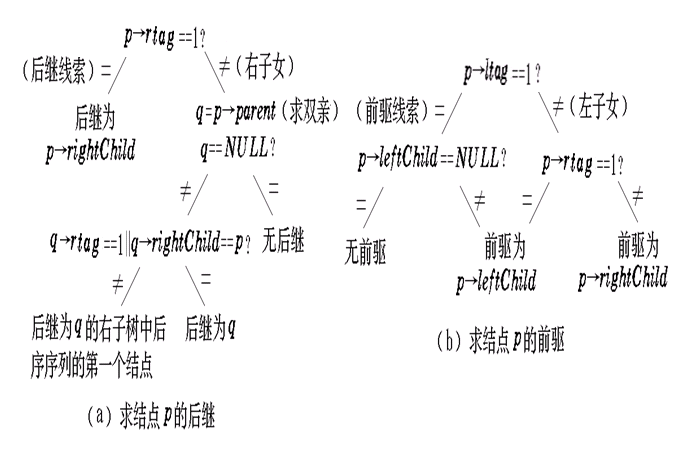 p→rtag ==1?
(后继线索) =
≠ (右子女)
后继为
p→rightChild
q=p→parent (求双亲)
q==NULL?
≠
=
q→rtag ==1||q→rightChild==p?
无后继
≠
=
后继为 q 的右子树中后
序序列的第一个结点
后继为 q
(a) 求结点 p 的后继
p→ltag ==1?
(前驱线索) =
≠ (左子女)
p→leftChild==NULL?
p→rtag ==1?
=
≠
=
≠
无前驱
前驱为
p→leftChild
前驱为
p→rightChild
(b) 求结点 p 的前驱